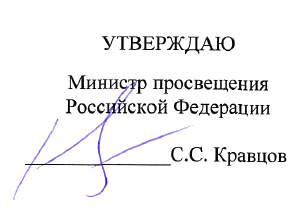 УТВЕРЖДАЮ
Министр просвещения
Российской Федерации
С.С. Кравцов